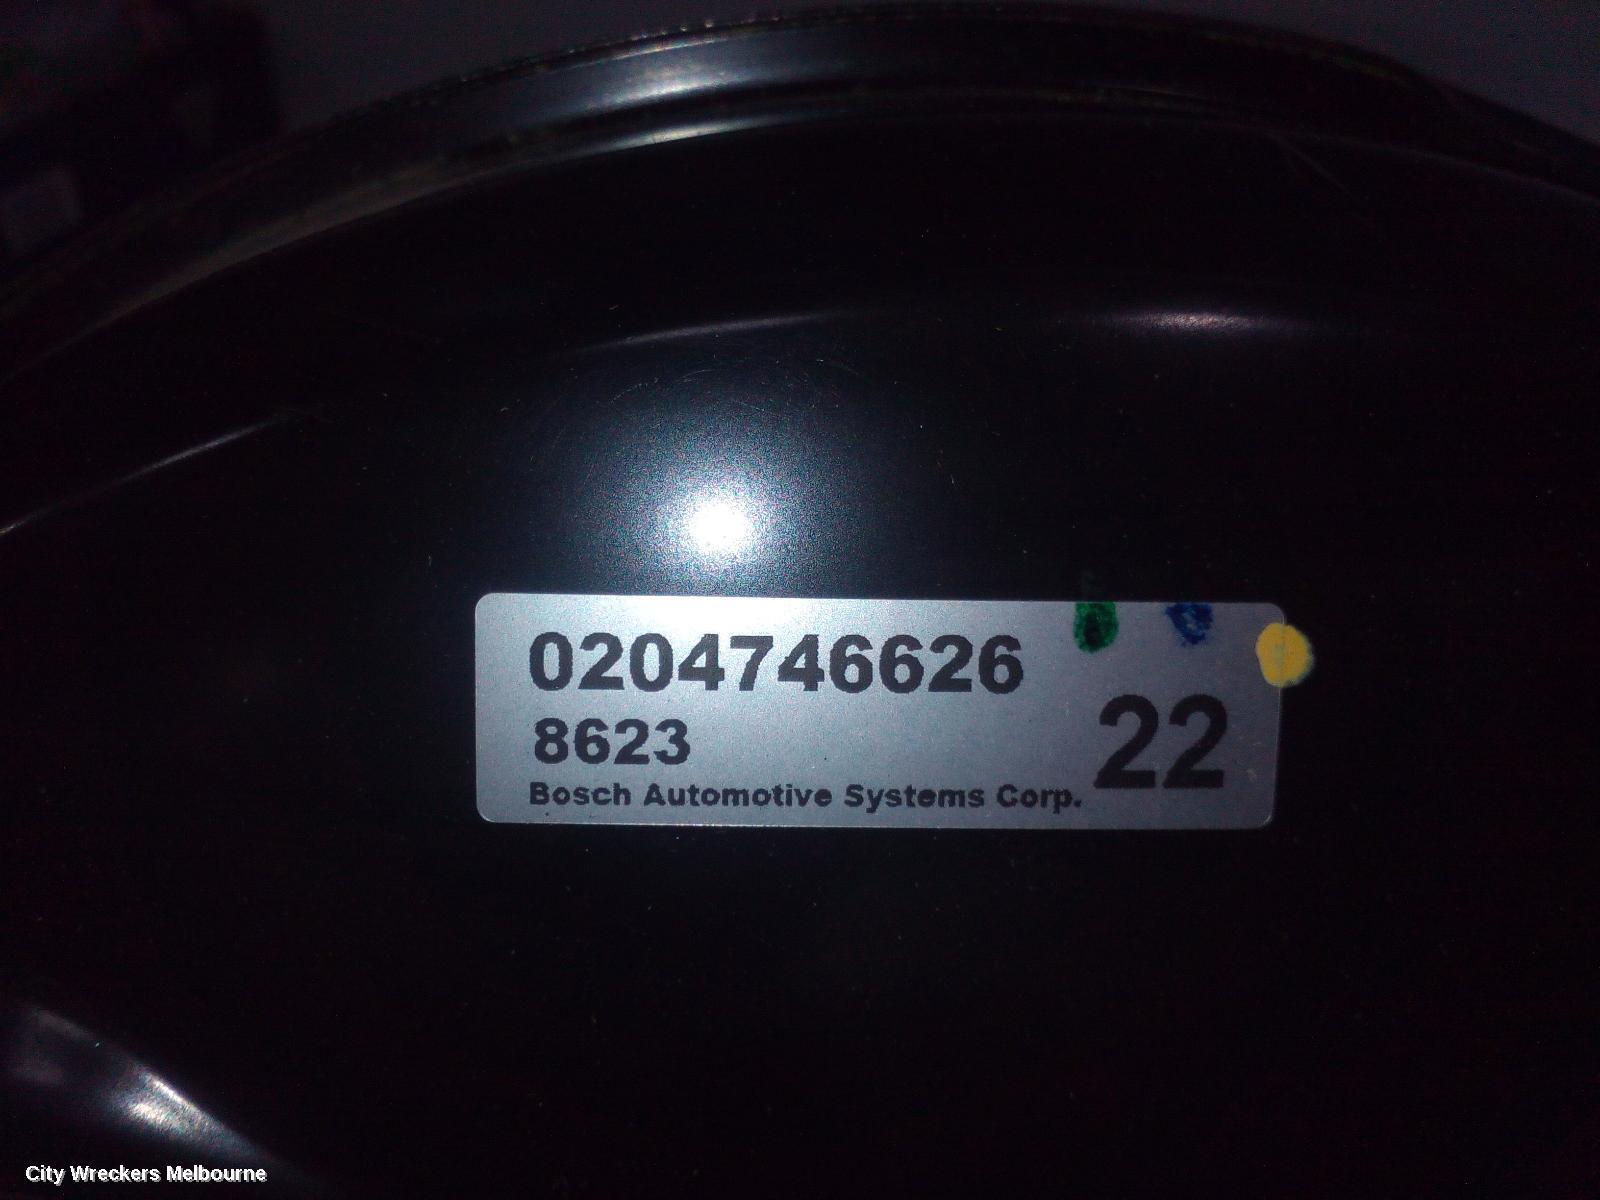 0204746626
8623
22
Bosch Automotive Systems Corp.
City Wreckers Melbourne